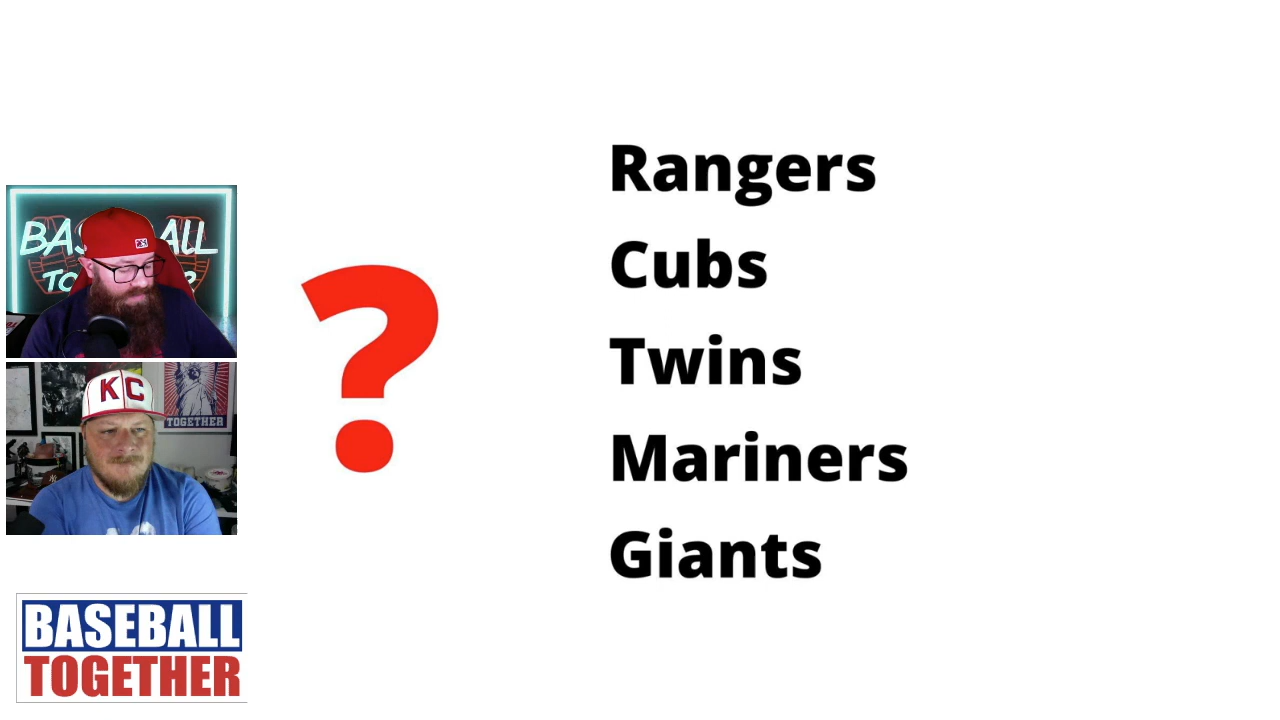 Rangers
Cubs
Twins
Mariners
Giants
?
KC
TOGETHER
BASEBALL
TOGETHER